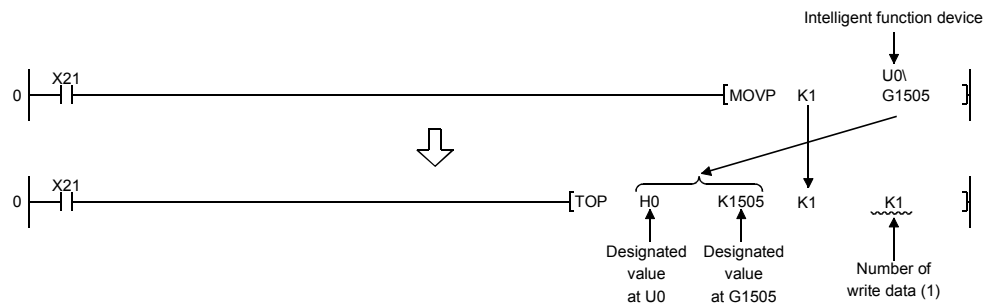 Intelligent function device
X21
U0\
0
[MOVP K1 G1505 ]
X21
0
[TOP H0 K1505 K1 K1 ]
Designated
value
at U0
Designated
value
at G1505
Number of
write data (1)